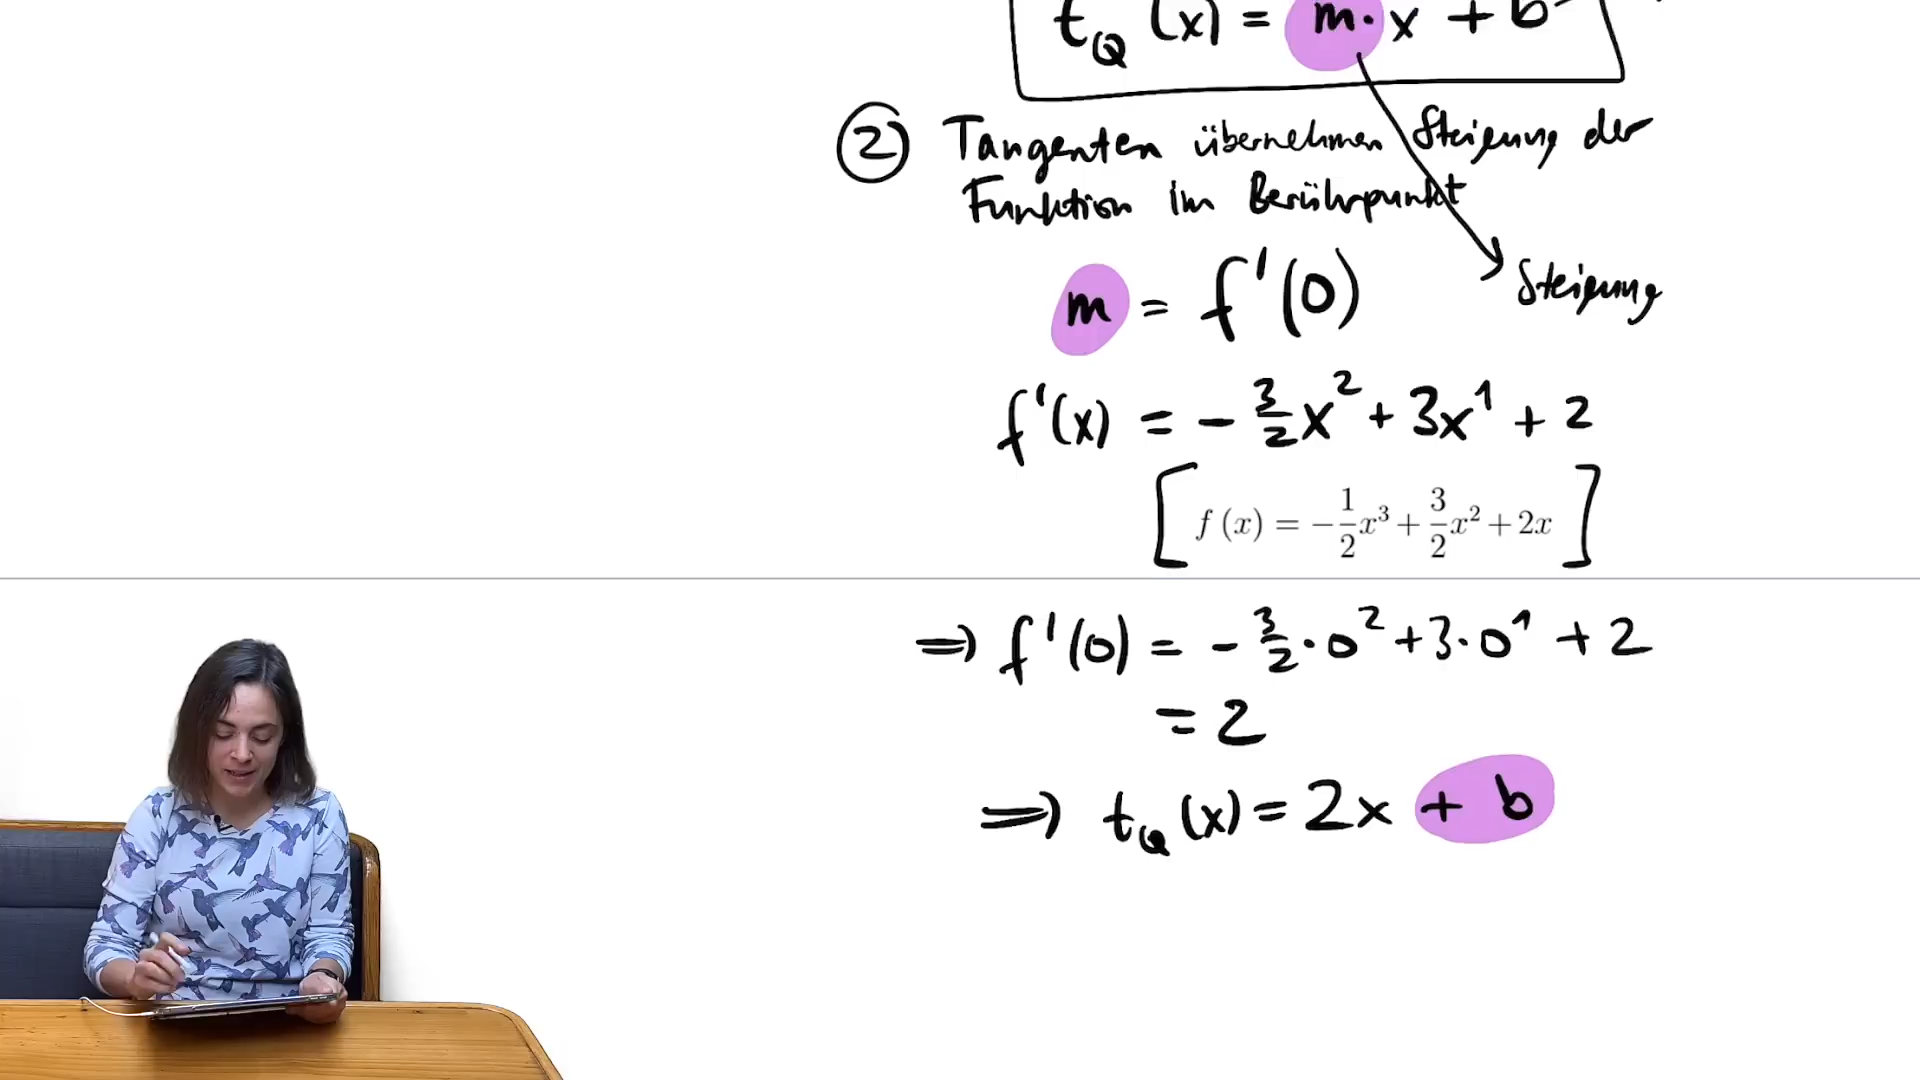 t_Q (x) = m · x + b
② Tangenten übernehmen Steigung der
Funktion im Berührpunkt
m = f'(0)
Steigung
f'(x) = - 3/2 x² + 3x¹ + 2
[ f (x) = −1/2 x³ + 3/2 x² + 2x ]
⇒ f'(0) = - 3/2 · 0² + 3 · 0¹ + 2
= 2
⇒ t_Q (x) = 2x + b